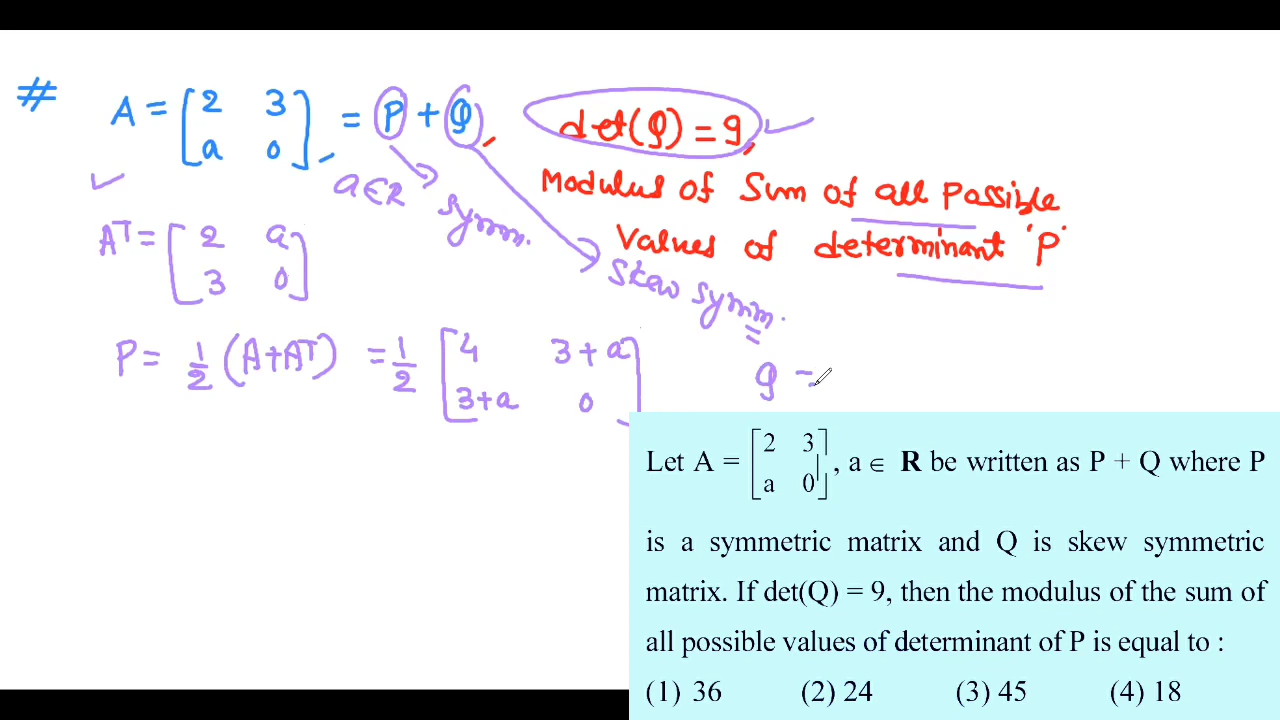 # A = [2 3; a 0], = P + Q, det(Q) = 9,
a ∈ R symm. Modulus of Sum of all Possible
Aᵀ = [2 a; 3 0] Values of determinant 'P'
Skew symm.
P = 1/2 (A + Aᵀ) = 1/2 [4 3+a; 3+a 0] Q =
Let A = [2 3; a 0], a ∈ R be written as P + Q where P
is a symmetric matrix and Q is skew symmetric
matrix. If det(Q) = 9, then the modulus of the sum of
all possible values of determinant of P is equal to :
(1) 36 (2) 24 (3) 45 (4) 18